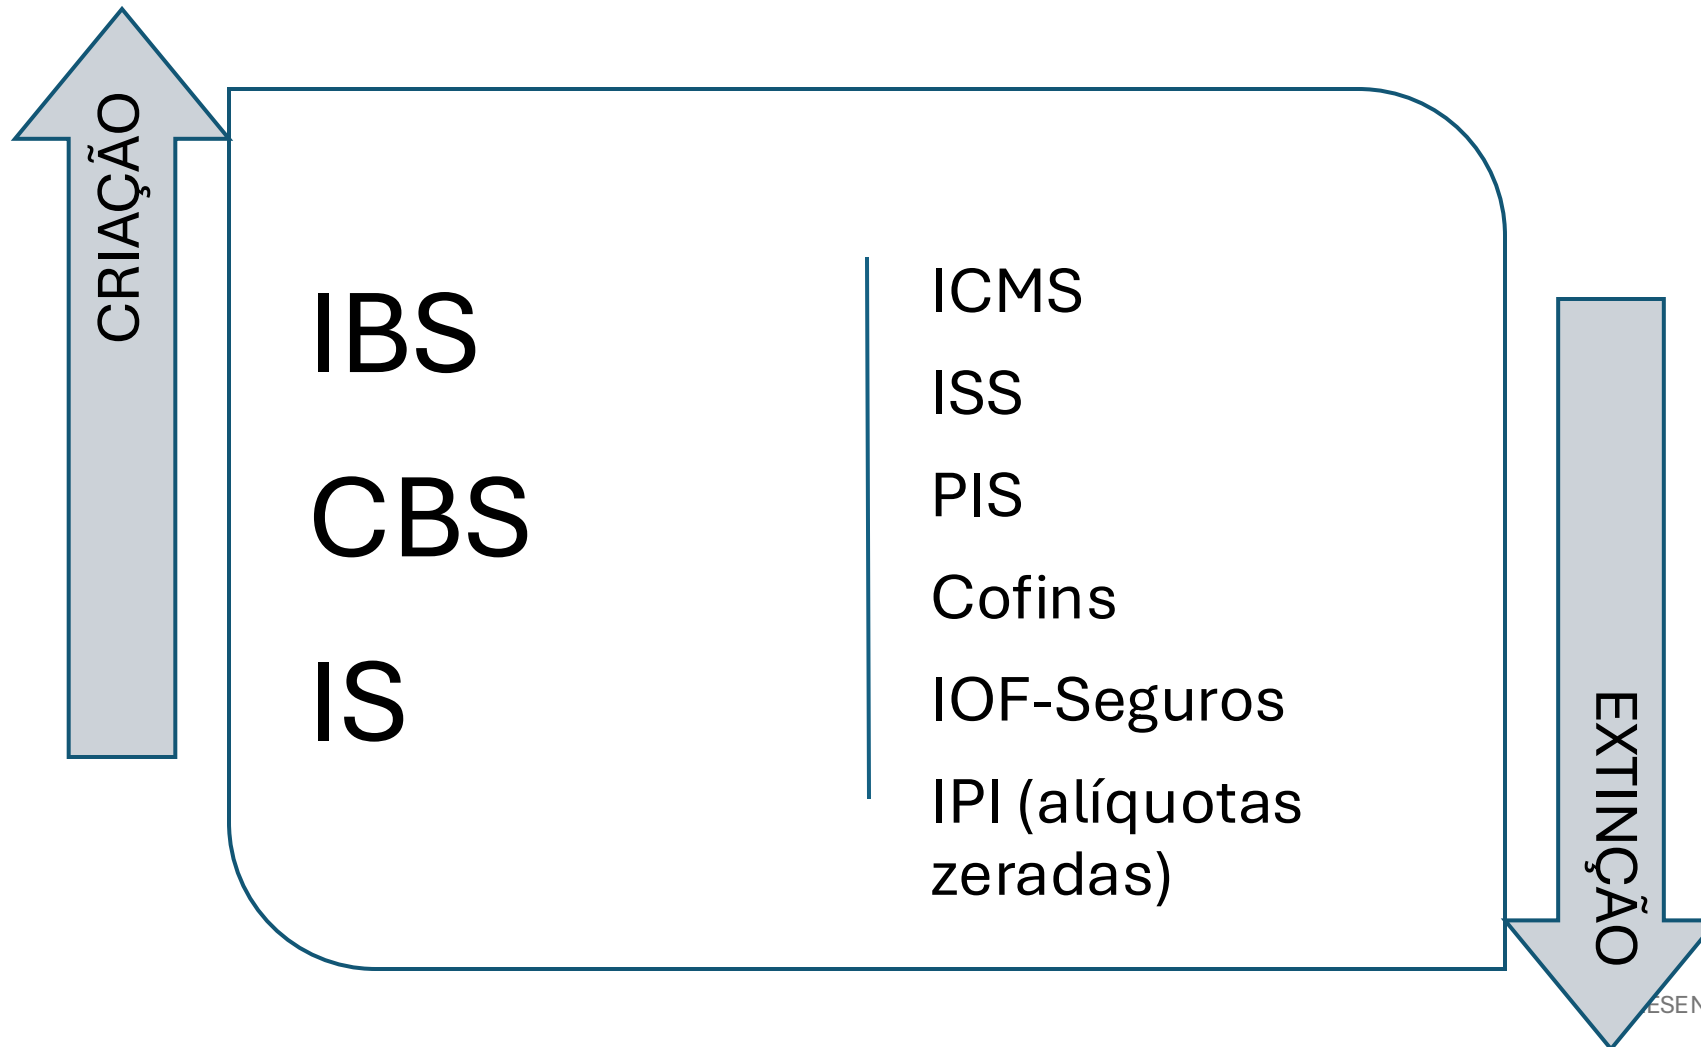 CRIAÇÃO
IBS
CBS
IS
ICMS
ISS
PIS
Cofins
IOF-Seguros
IPI (alíquotas
zeradas)
EXTINÇÃO